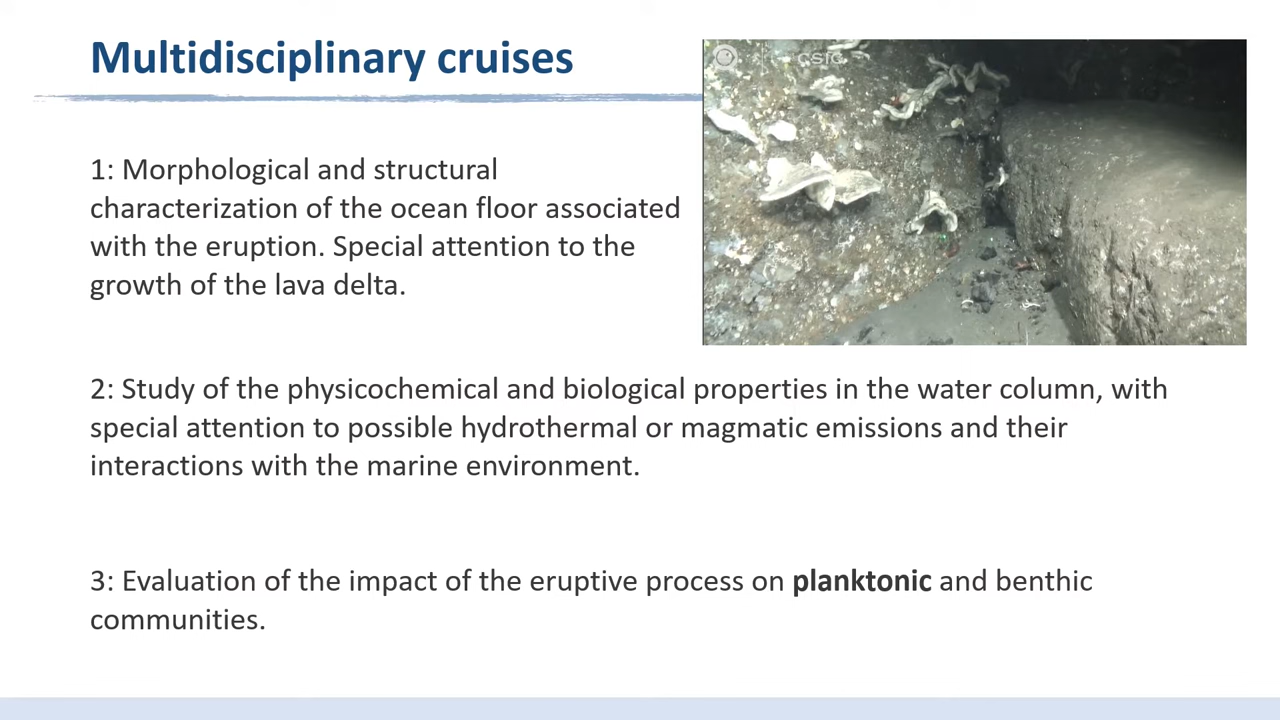 Multidisciplinary cruises
CSIC
1: Morphological and structural
characterization of the ocean floor associated
with the eruption. Special attention to the
growth of the lava delta.
2: Study of the physicochemical and biological properties in the water column, with
special attention to possible hydrothermal or magmatic emissions and their
interactions with the marine environment.
3: Evaluation of the impact of the eruptive process on planktonic and benthic
communities.